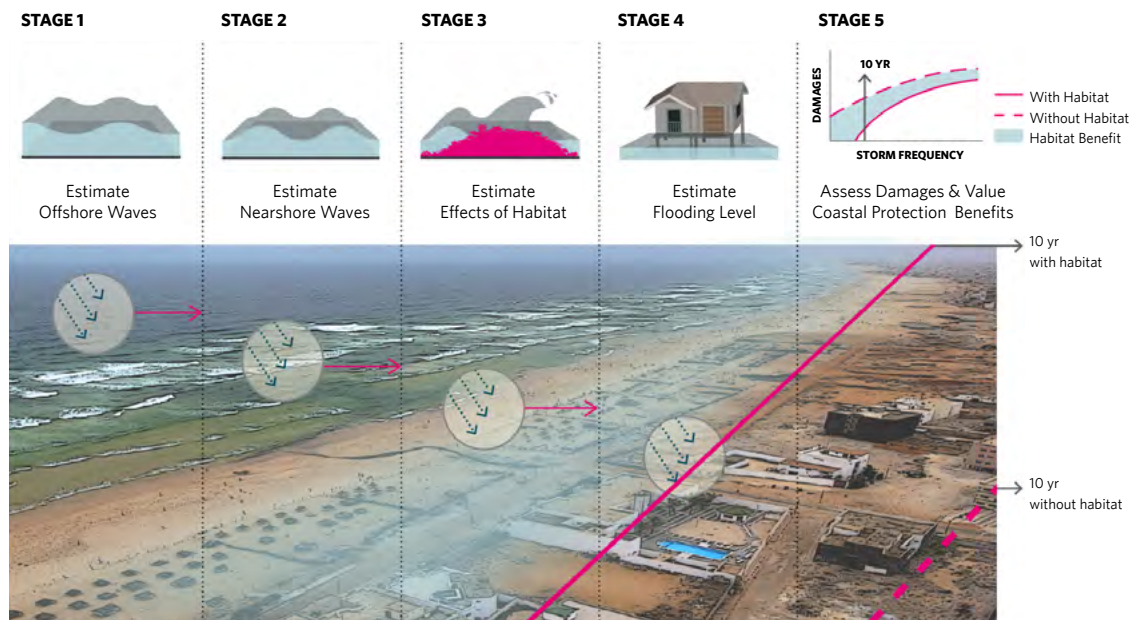 STAGE 1
STAGE 2
STAGE 3
STAGE 4
STAGE 5
10 YR
DAMAGES
With Habitat
Without Habitat
Habitat Benefit
STORM FREQUENCY
Estimate
Offshore Waves
Estimate
Nearshore Waves
Estimate
Effects of Habitat
Estimate
Flooding Level
Assess Damages & Value
Coastal Protection Benefits
10 yr
with habitat
10 yr
without habitat